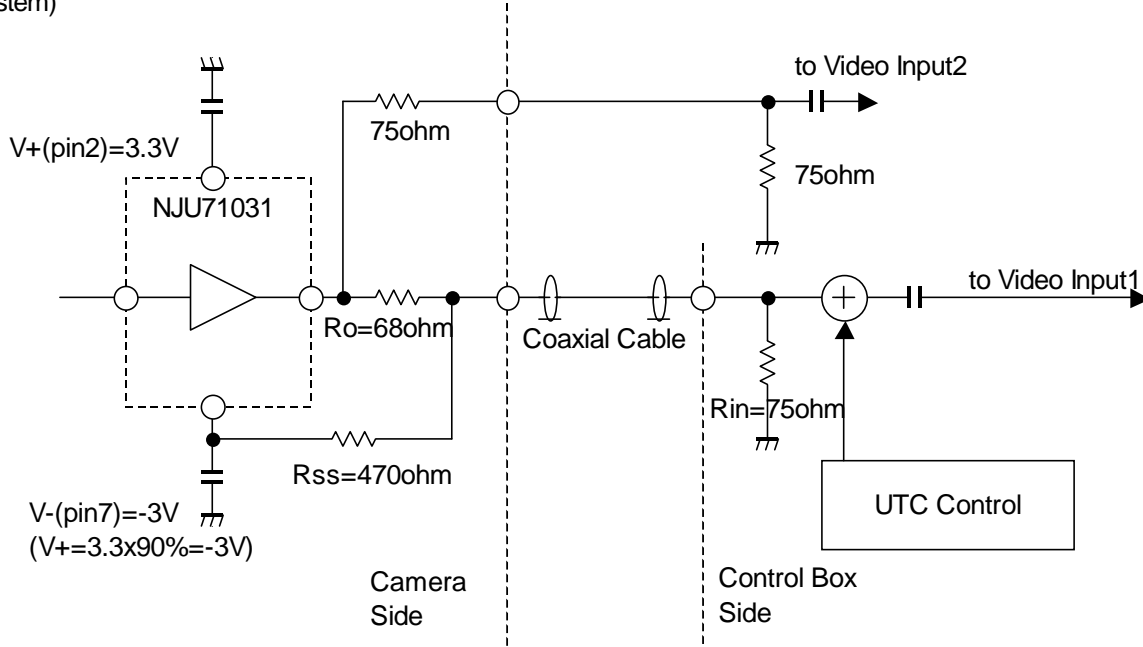 stem)
to Video Input2
75ohm
V+(pin2)=3.3V
75ohm
NJU71031
to Video Input1
Ro=68ohm
Coaxial Cable
Rin=75ohm
Rss=470ohm
UTC Control
V-(pin7)=-3V
(V+=3.3x90%=-3V)
Camera
Side
Control Box
Side